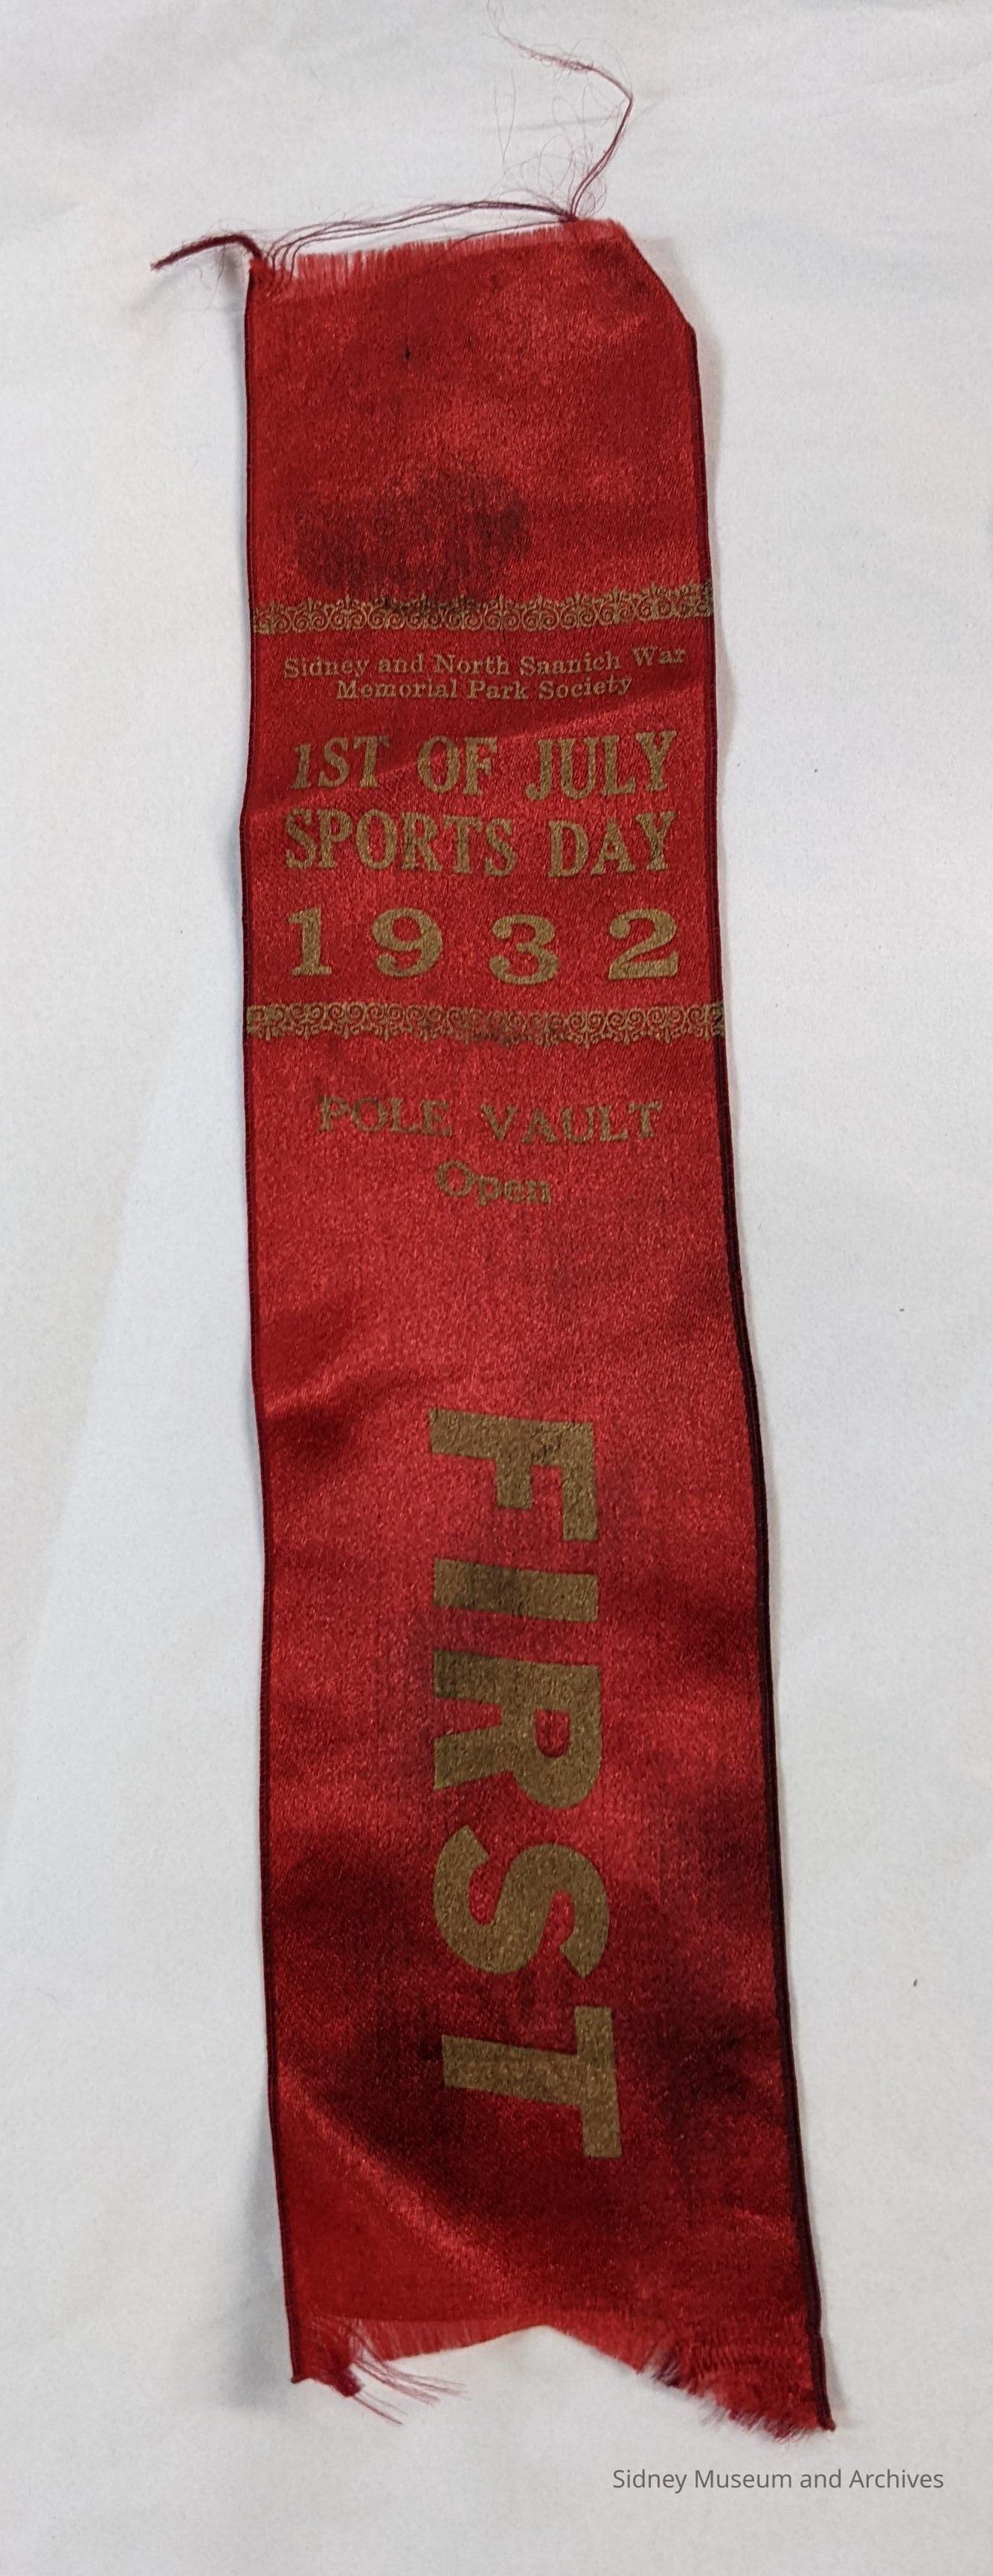 Sidney and North Saanich War
Memorial Park Society
1ST OF JULY
SPORTS DAY
1932
POLE VAULT
Open
FIRST
Sidney Museum and Archives